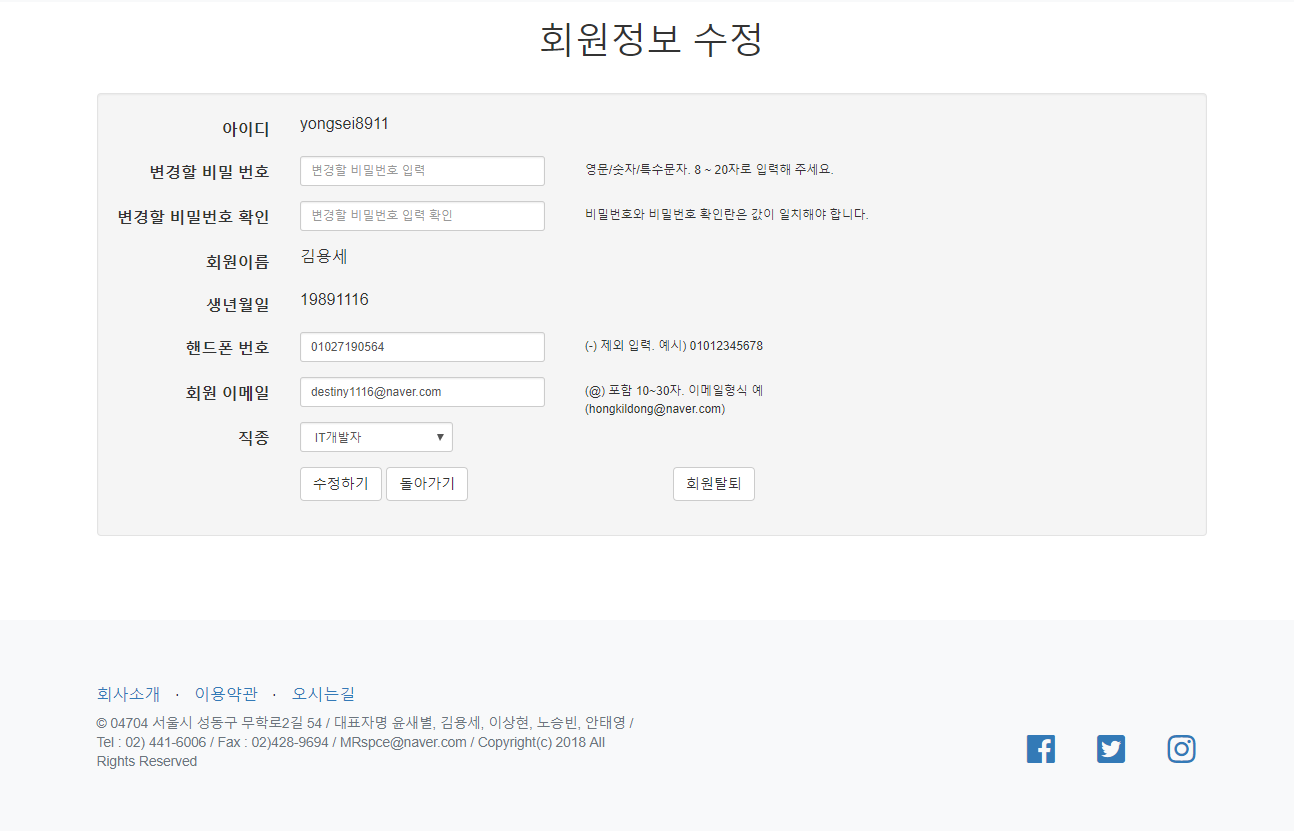 회원정보 수정
아이디 yongsei8911
변경할 비밀 번호 변경할 비밀번호 입력 영문/숫자/특수문자. 8 ~ 20자로 입력해 주세요.
변경할 비밀번호 확인 변경할 비밀번호 입력 확인 비밀번호와 비밀번호 확인란은 값이 일치해야 합니다.
회원이름 김용세
생년월일 19891116
핸드폰 번호 01027190564 (-) 제외 입력. 예시) 01012345678
회원 이메일 destiny1116@naver.com (@) 포함 10~30자. 이메일형식 예
(hongkildong@naver.com)
직종 IT개발자
수정하기 돌아가기 회원탈퇴
회사소개 · 이용약관 · 오시는길
© 04704 서울시 성동구 무학로2길 54 / 대표자명 윤새별, 김용세, 이상현, 노승빈, 안태영 /
Tel : 02) 441-6006 / Fax : 02)428-9694 / MRspce@naver.com / Copyright(c) 2018 All
Rights Reserved